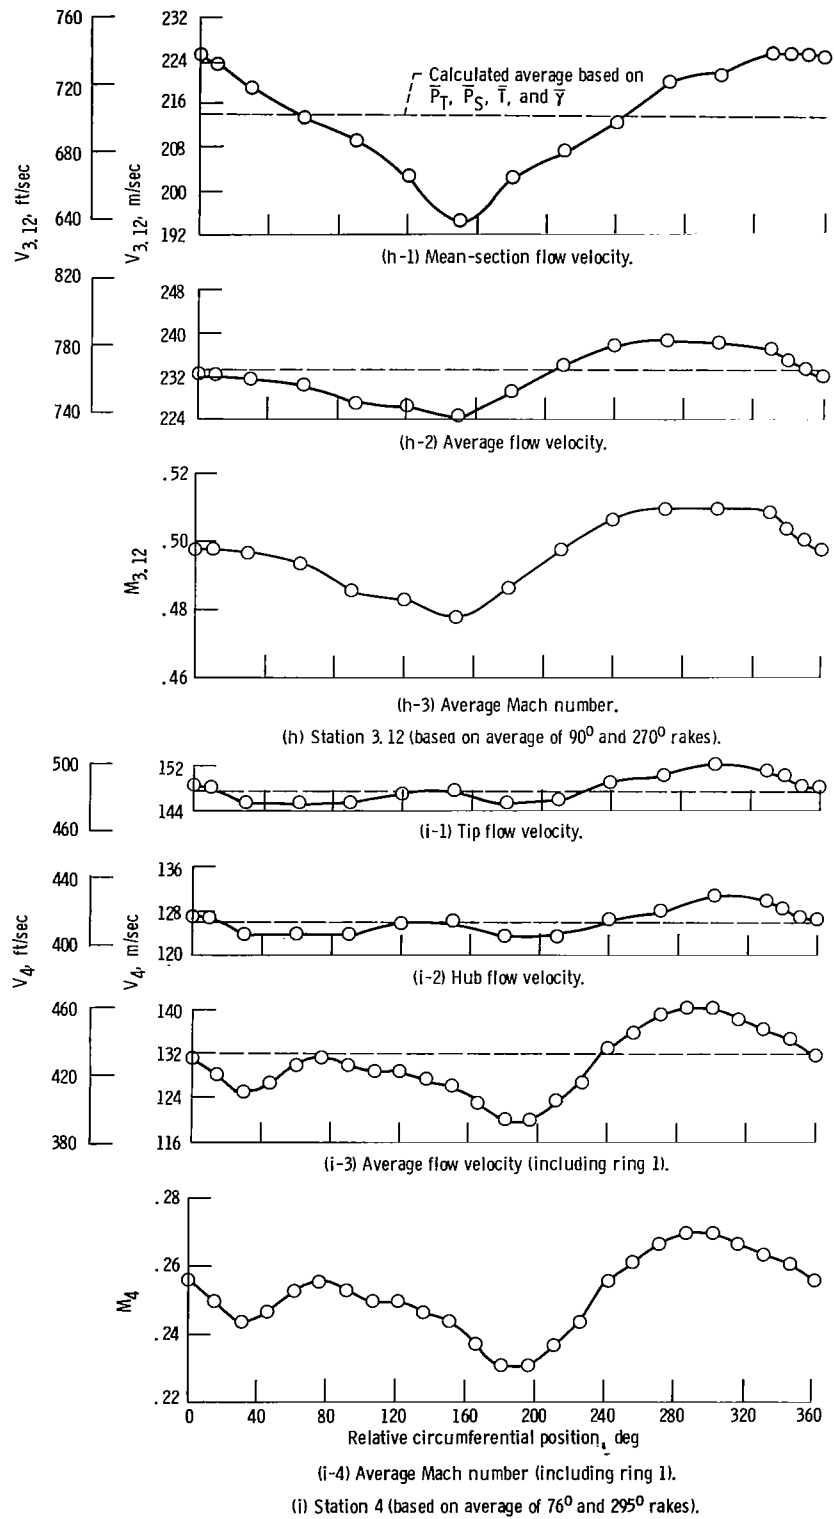 760
720
680
640
V3, 12, ft/sec
232
224
216
208
200
192
V3, 12, m/sec
Calculated average based on
P̅T, P̅S, T̅, and γ̅
(h-1) Mean-section flow velocity.
820
780
740
248
240
232
224
(h-2) Average flow velocity.
.52
.50
.48
.46
M3. 12
(h-3) Average Mach number.
(h) Station 3.12 (based on average of 90° and 270° rakes).
500
460
152
144
(i-1) Tip flow velocity.
440
400
V4, ft/sec
136
128
120
V4, m/sec
(i-2) Hub flow velocity.
460
420
380
140
132
124
116
(i-3) Average flow velocity (including ring 1).
.28
.26
.24
.22
M4
0 40 80 120 160 200 240 280 320 360
Relative circumferential position, deg
(i-4) Average Mach number (including ring 1).
(i) Station 4 (based on average of 76° and 295° rakes).